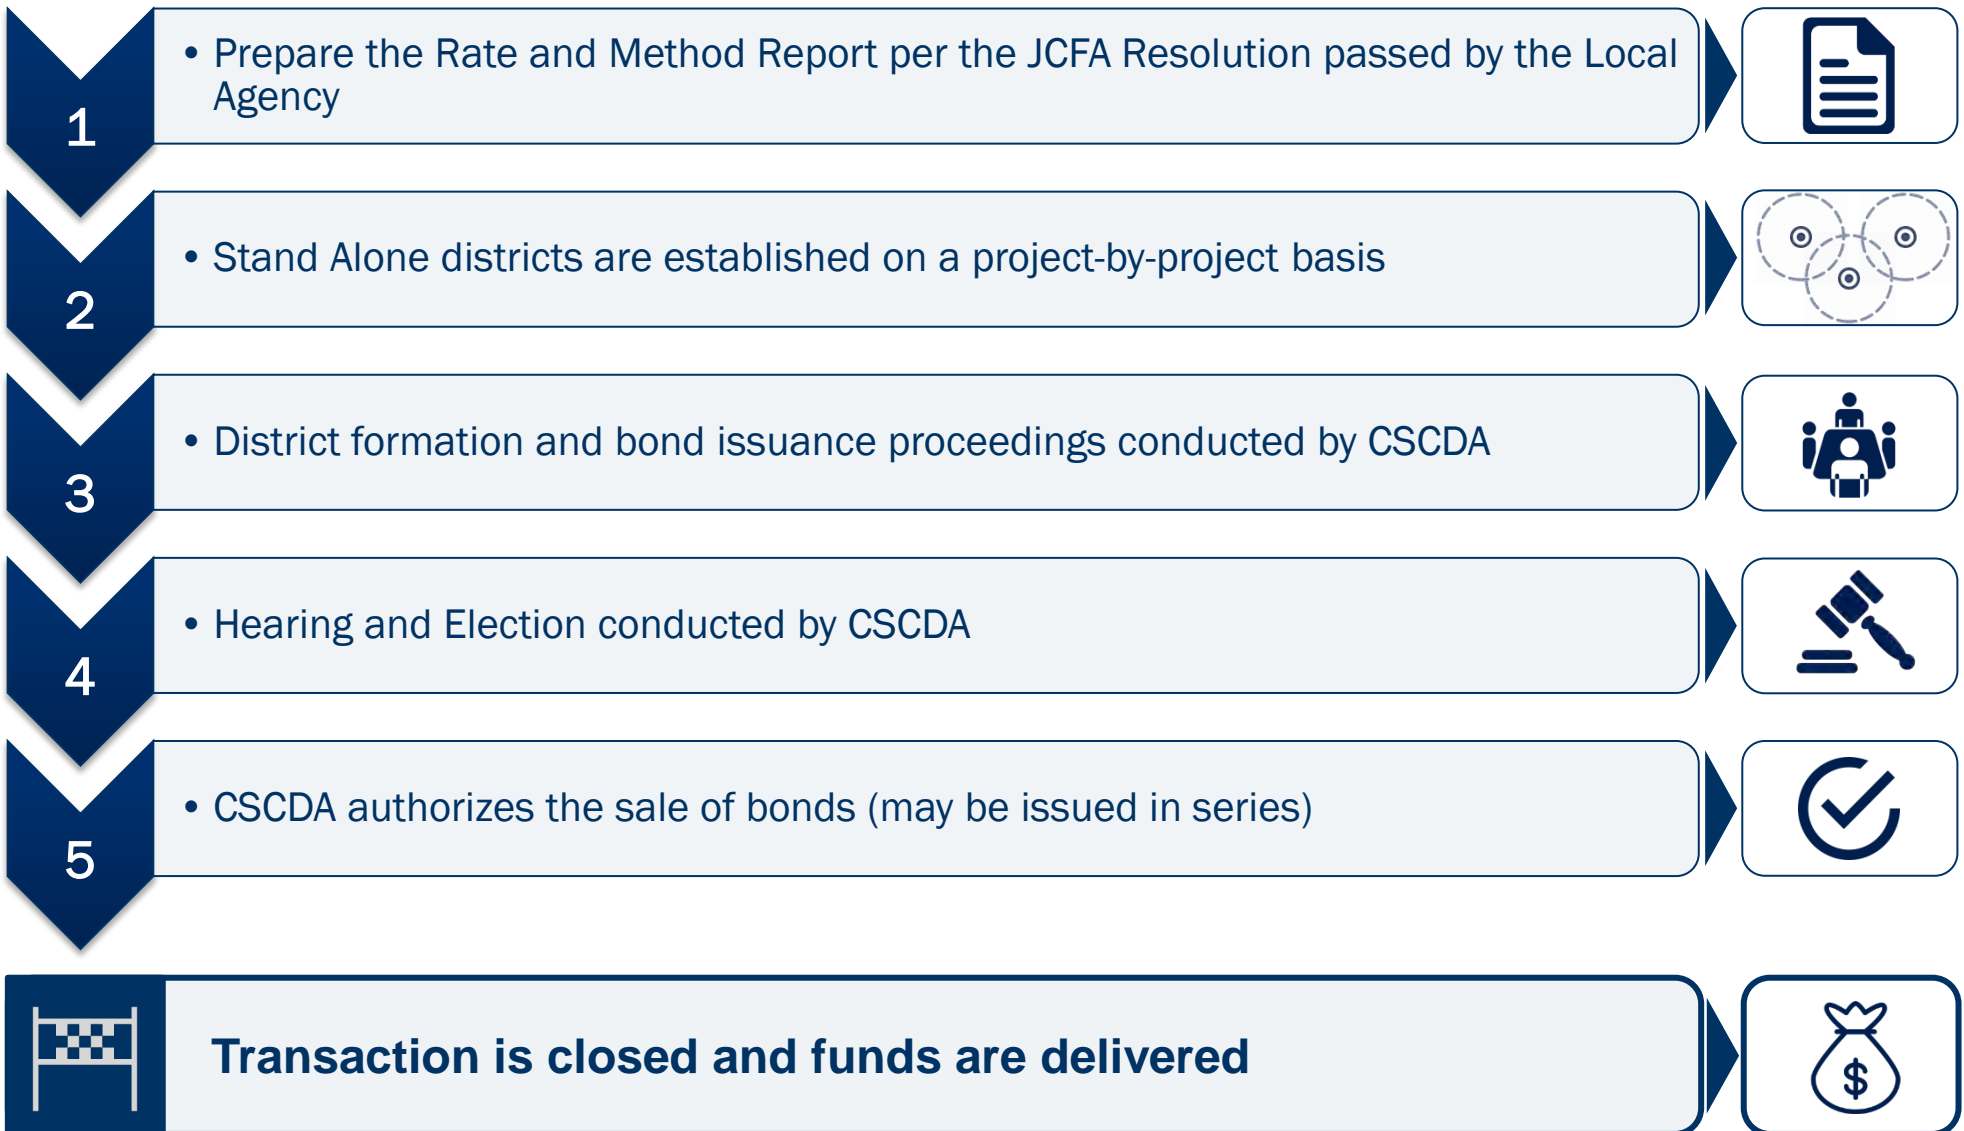 1
• Prepare the Rate and Method Report per the JCFA Resolution passed by the Local
Agency
2
• Stand Alone districts are established on a project-by-project basis
3
• District formation and bond issuance proceedings conducted by CSCDA
4
• Hearing and Election conducted by CSCDA
5
• CSCDA authorizes the sale of bonds (may be issued in series)
Transaction is closed and funds are delivered
$